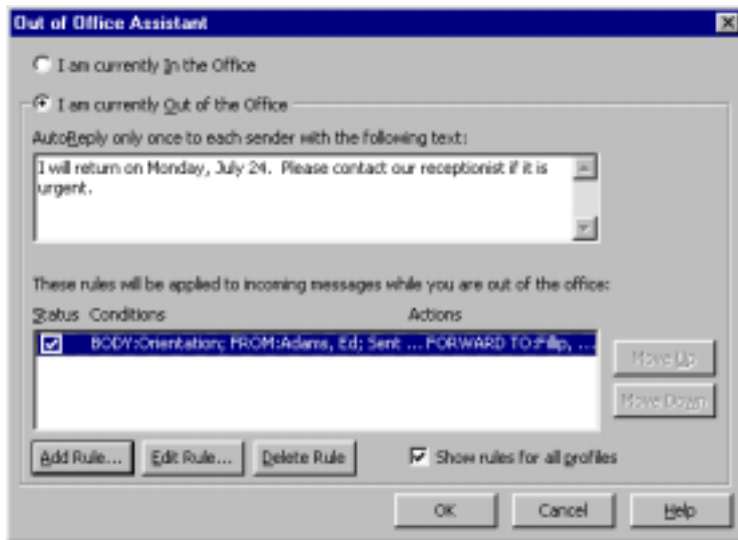 Out of Office Assistant
I am currently In the Office
I am currently Out of the Office
AutoReply only once to each sender with the following text:
I will return on Monday, July 24. Please contact our receptionist if it is
urgent.
These rules will be applied to incoming messages while you are out of the office:
Status Conditions Actions
BODY:Orientation; FROM:Adams, Ed; Sent ... FORWARD TO:Fillip, ...
Move Up
Move Down
Add Rule... Edit Rule... Delete Rule Show rules for all profiles
OK Cancel Help